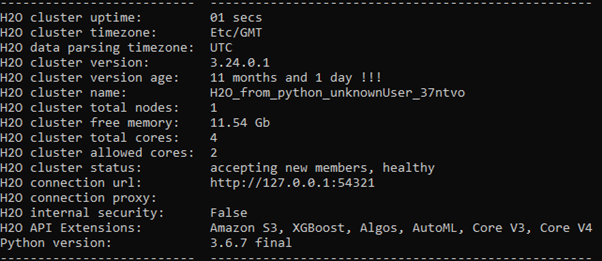 --------------------------  ------------------------------------------------
H2O cluster uptime:         01 secs
H2O cluster timezone:       Etc/GMT
H2O data parsing timezone:  UTC
H2O cluster version:        3.24.0.1
H2O cluster version age:    11 months and 1 day !!!
H2O cluster name:           H2O_from_python_unknownUser_37ntvo
H2O cluster total nodes:    1
H2O cluster free memory:    11.54 Gb
H2O cluster total cores:    4
H2O cluster allowed cores:  2
H2O cluster status:         accepting new members, healthy
H2O connection url:         http://127.0.0.1:54321
H2O connection proxy:
H2O internal security:      False
H2O API Extensions:         Amazon S3, XGBoost, Algos, AutoML, Core V3, Core V4
Python version:             3.6.7 final
--------------------------  ------------------------------------------------